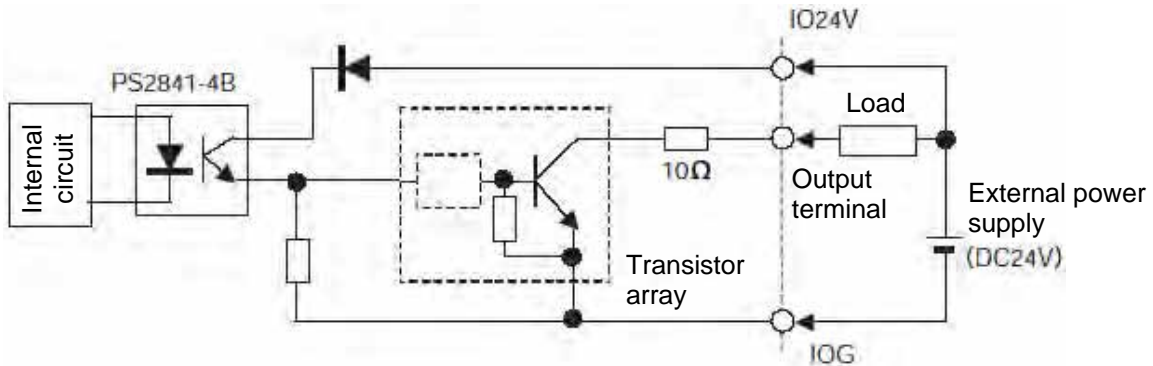 IO24V
PS2841-4B
Internal
circuit
Load
10Ω
Output
terminal
External power
supply
(DC24V)
Transistor
array
IOG